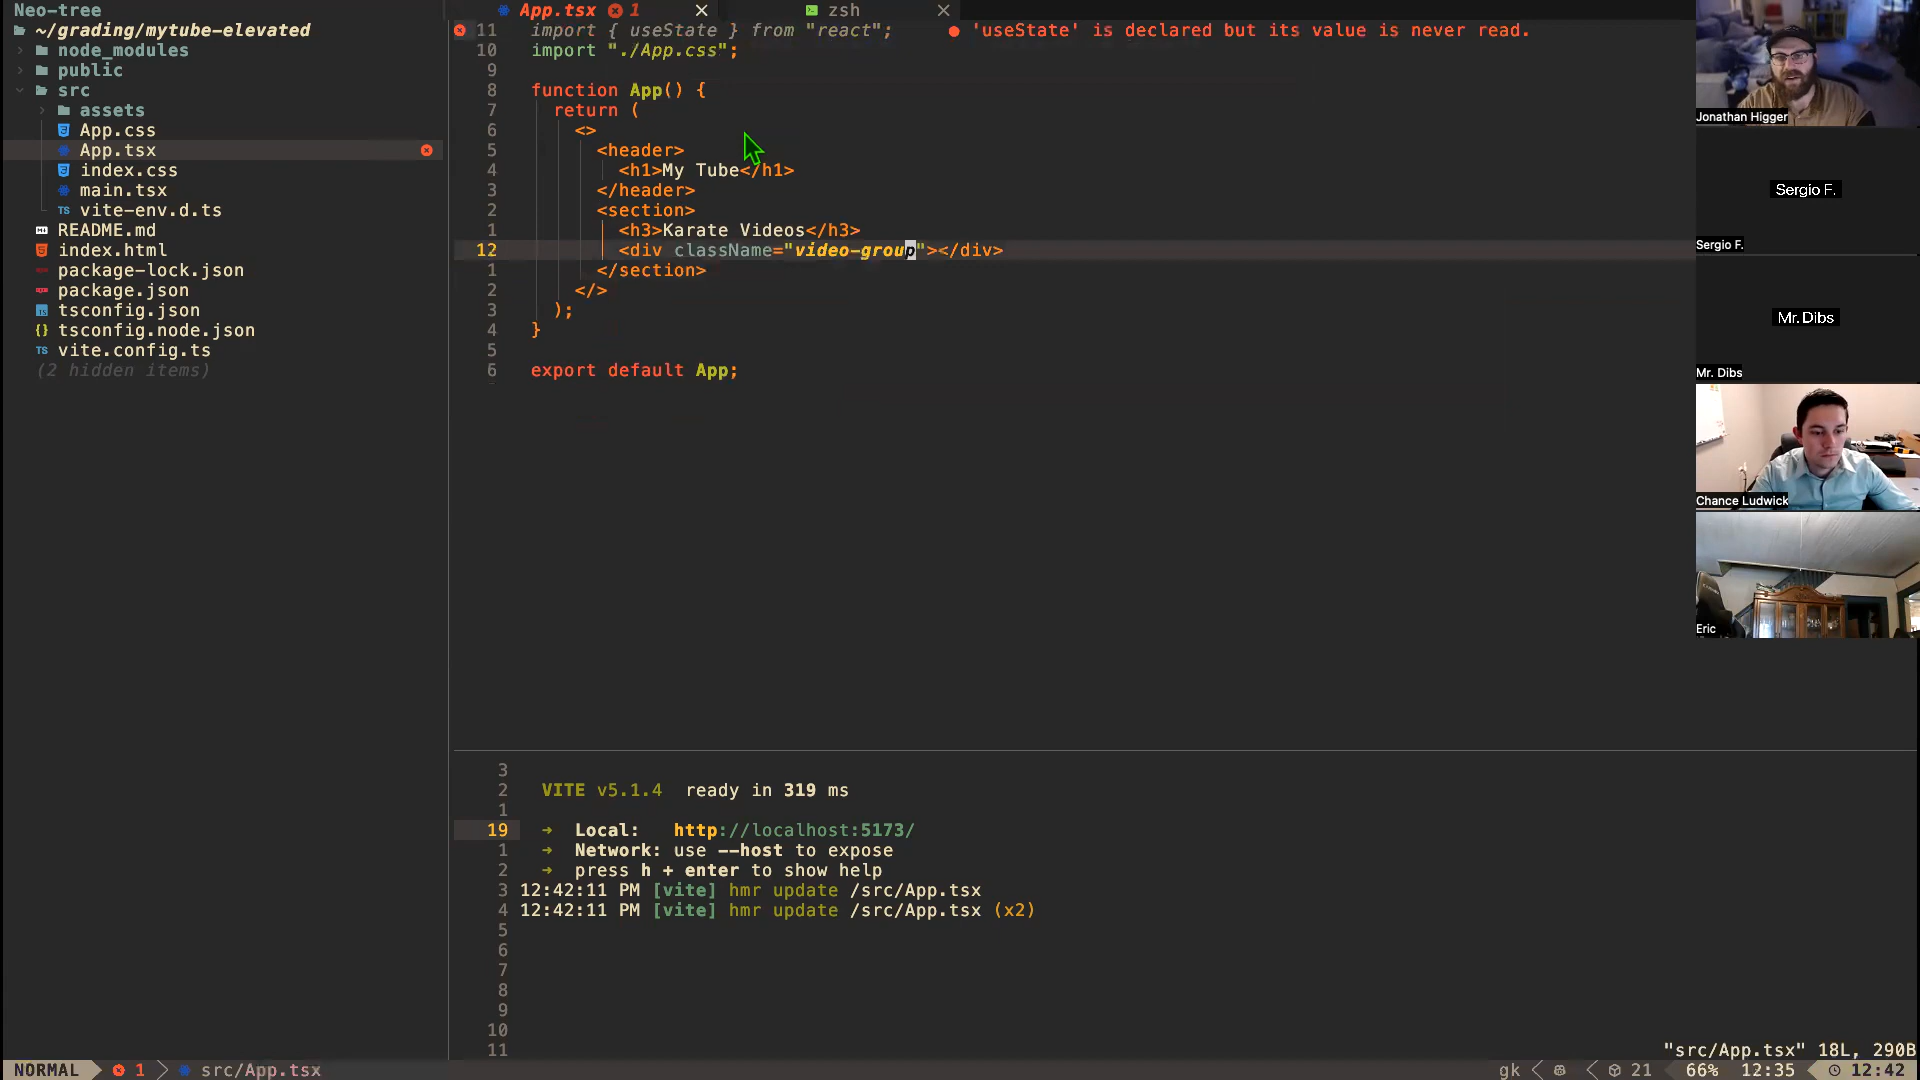 Neo-tree
~/grading/mytube-elevated
node_modules
public
src
assets
App.css
App.tsx
index.css
main.tsx
TS vite-env.d.ts
README.md
index.html
package-lock.json
package.json
tsconfig.json
{} tsconfig.node.json
TS vite.config.ts
(2 hidden items)
App.tsx 1
zsh
11 import { useState } from "react"; 'useState' is declared but its value is never read.
10 import "./App.css";
9
8 function App() {
7 return (
6 <>
5 <header>
4 <h1>My Tube</h1>
3 </header>
2 <section>
1 <h3>Karate Videos</h3>
12 <div className="video-group"></div>
1 </section>
2 </>
3 );
4 }
5
6 export default App;
3
2 VITE v5.1.4 ready in 319 ms
1
19 ➜ Local: http://localhost:5173/
1 ➜ Network: use --host to expose
2 ➜ press h + enter to show help
3 12:42:11 PM [vite] hmr update /src/App.tsx
4 12:42:11 PM [vite] hmr update /src/App.tsx (x2)
5
6
7
8
9
10
11
"src/App.tsx" 18L, 290B
NORMAL 1 src/App.tsx
gk 21 66% 12:35 12:42
Jonathan Higger
Sergio F.
Sergio F.
Mr. Dibs
Mr. Dibs
Chance Ludwick
Eric